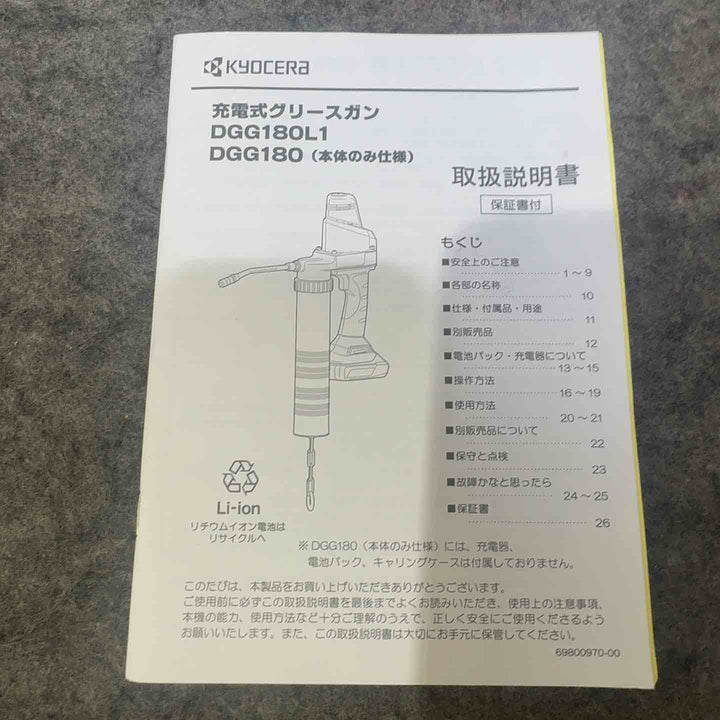 KYOCERA
充電式グリースガン
DGG180L1
DGG180（本体のみ仕様）
取扱説明書
保証書付
もくじ
■安全上のご注意
1～9
■各部の名称
10
■仕様・付属品・用途
11
■別販売品
12
■電池パック・充電器について
13～15
■操作方法
16～19
■使用方法
20～21
■別販売品について
22
■保守と点検
23
■故障かなと思ったら
24～25
■保証書
26
Li-ion
リチウムイオン電池は
リサイクルへ
※DGG180（本体のみ仕様）には、充電器、
電池パック、キャリングケースは付属しておりません。
このたびは、本製品をお買い上げいただきありがとうございます。
ご使用前に必ずこの取扱説明書を最後までよくお読みいただき、使用上の注意事項、
本機の能力、使用方法など十分ご理解のうえで、正しく安全にご使用くださるよう
お願いいたします。また、この取扱説明書は大切にお手元に保管してください。
69800970-00